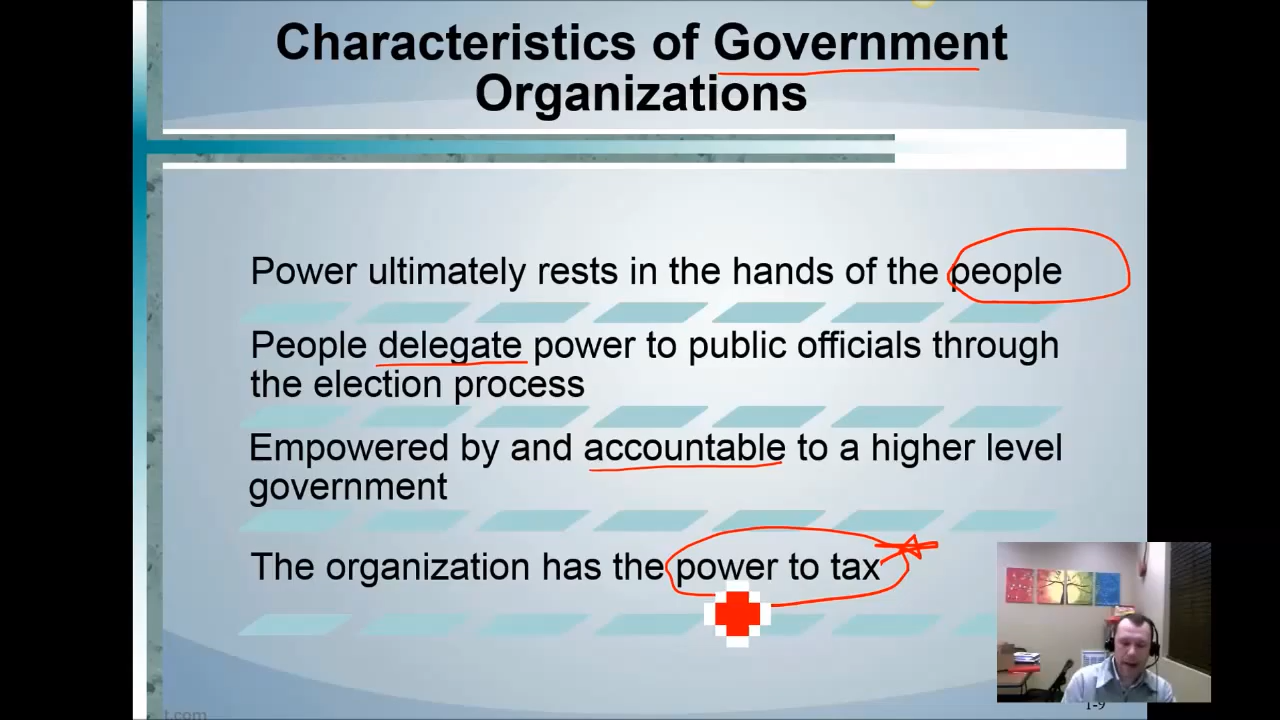 Characteristics of Government
Organizations
Power ultimately rests in the hands of the people
People delegate power to public officials through
the election process
Empowered by and accountable to a higher level
government
The organization has the power to tax
t.com
1-9